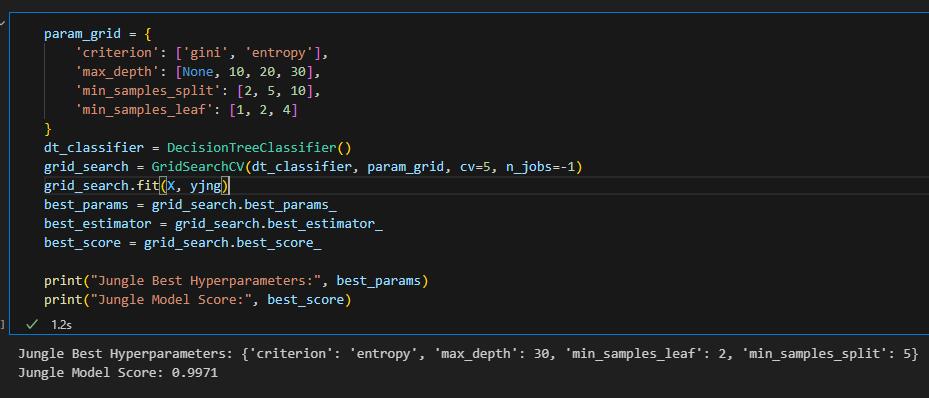 param_grid = {
    'criterion': ['gini', 'entropy'],
    'max_depth': [None, 10, 20, 30],
    'min_samples_split': [2, 5, 10],
    'min_samples_leaf': [1, 2, 4]
}
dt_classifier = DecisionTreeClassifier()
grid_search = GridSearchCV(dt_classifier, param_grid, cv=5, n_jobs=-1)
grid_search.fit(X, yjng)
best_params = grid_search.best_params_
best_estimator = grid_search.best_estimator_
best_score = grid_search.best_score_
print("Jungle Best Hyperparameters:", best_params)
print("Jungle Model Score:", best_score)
] ✓ 1.2s
Jungle Best Hyperparameters: {'criterion': 'entropy', 'max_depth': 30, 'min_samples_leaf': 2, 'min_samples_split': 5}
Jungle Model Score: 0.9971